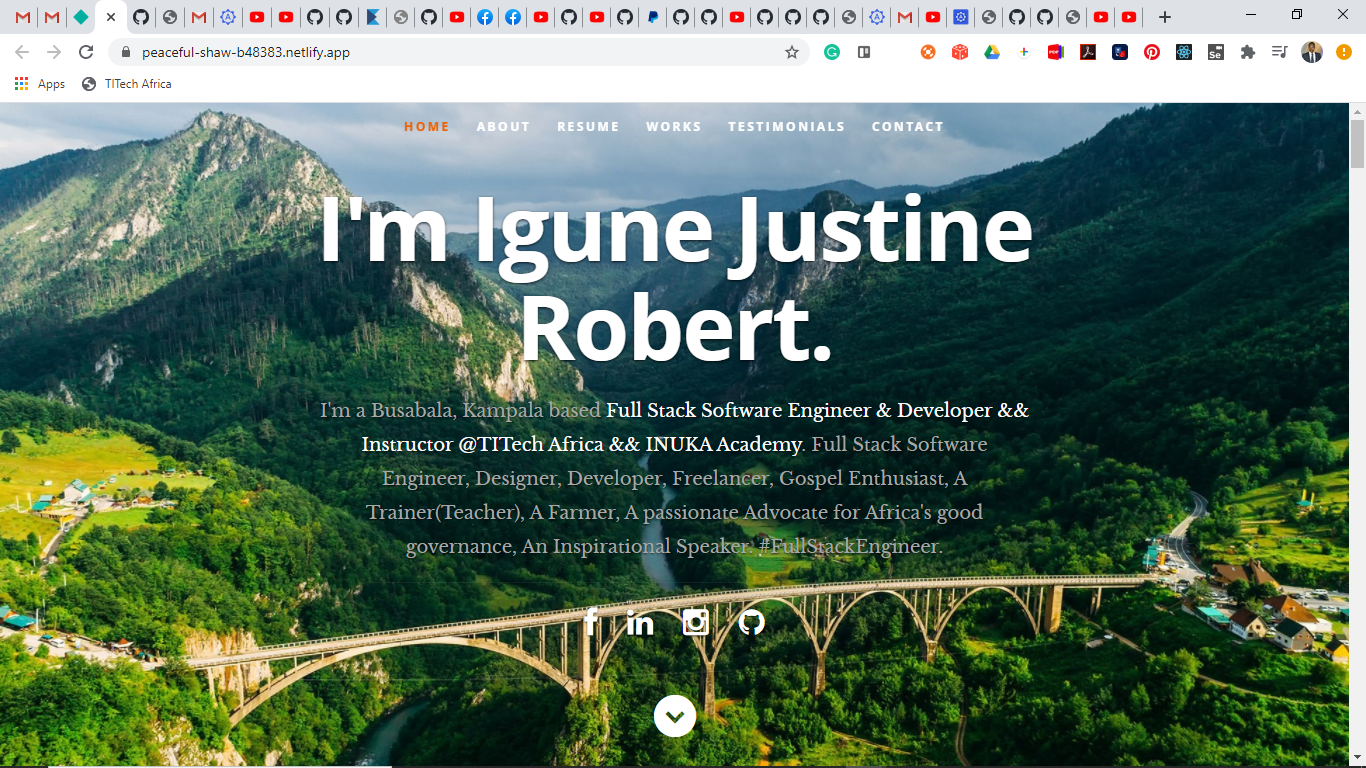 peaceful-shaw-b48383.netlify.app
Apps TITech Africa
HOME ABOUT RESUME WORKS TESTIMONIALS CONTACT
I'm Igune Justine
Robert.
I'm a Busabala, Kampala based Full Stack Software Engineer & Developer &&
Instructor @TITech Africa && INUKA Academy. Full Stack Software
Engineer, Designer, Developer, Freelancer, Gospel Enthusiast, A
Trainer(Teacher), A Farmer, A passionate Advocate for Africa's good
governance, An Inspirational Speaker. #FullStackEngineer.